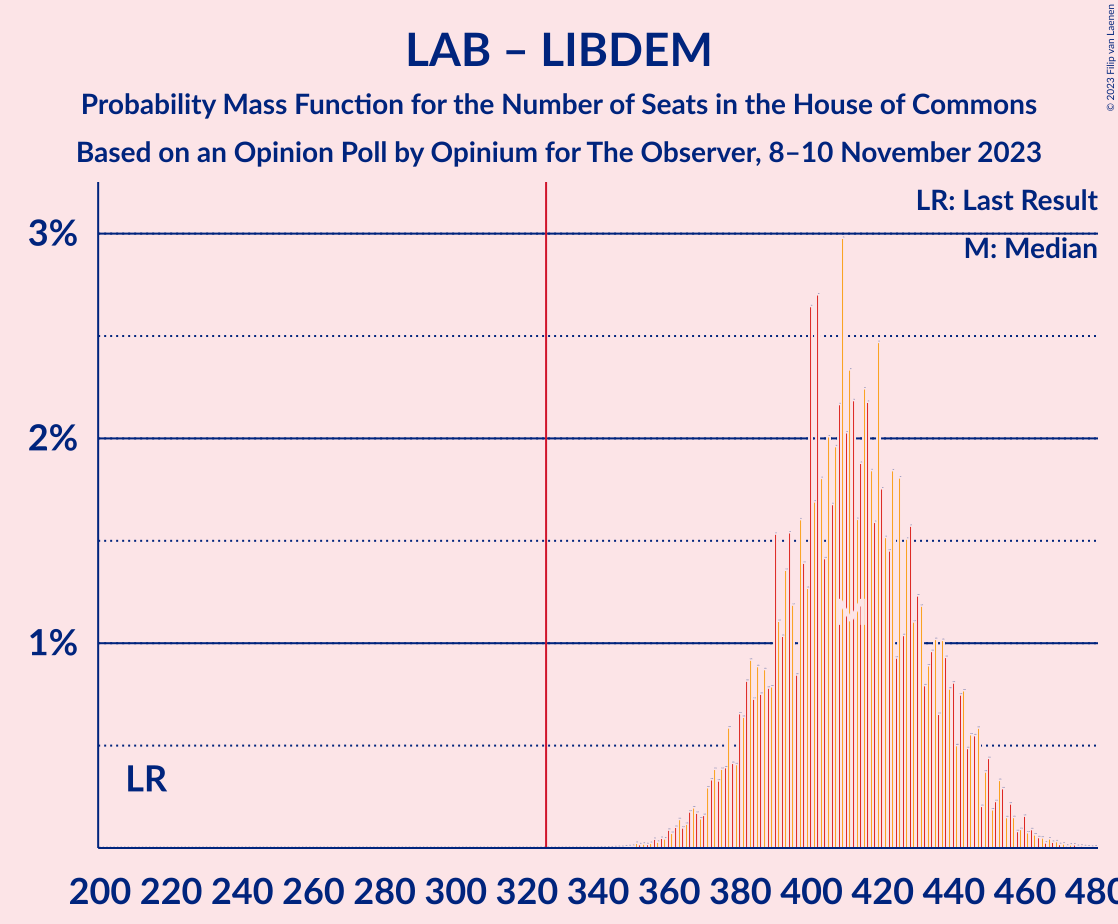 LAB – LIBDEM
Probability Mass Function for the Number of Seats in the House of Commons
Based on an Opinion Poll by Opinium for The Observer, 8–10 November 2023
© 2023 Filip van Laenen
LR: Last Result
M: Median
3%
2%
1%
LR
M
200 220 240 260 280 300 320 340 360 380 400 420 440 460 480